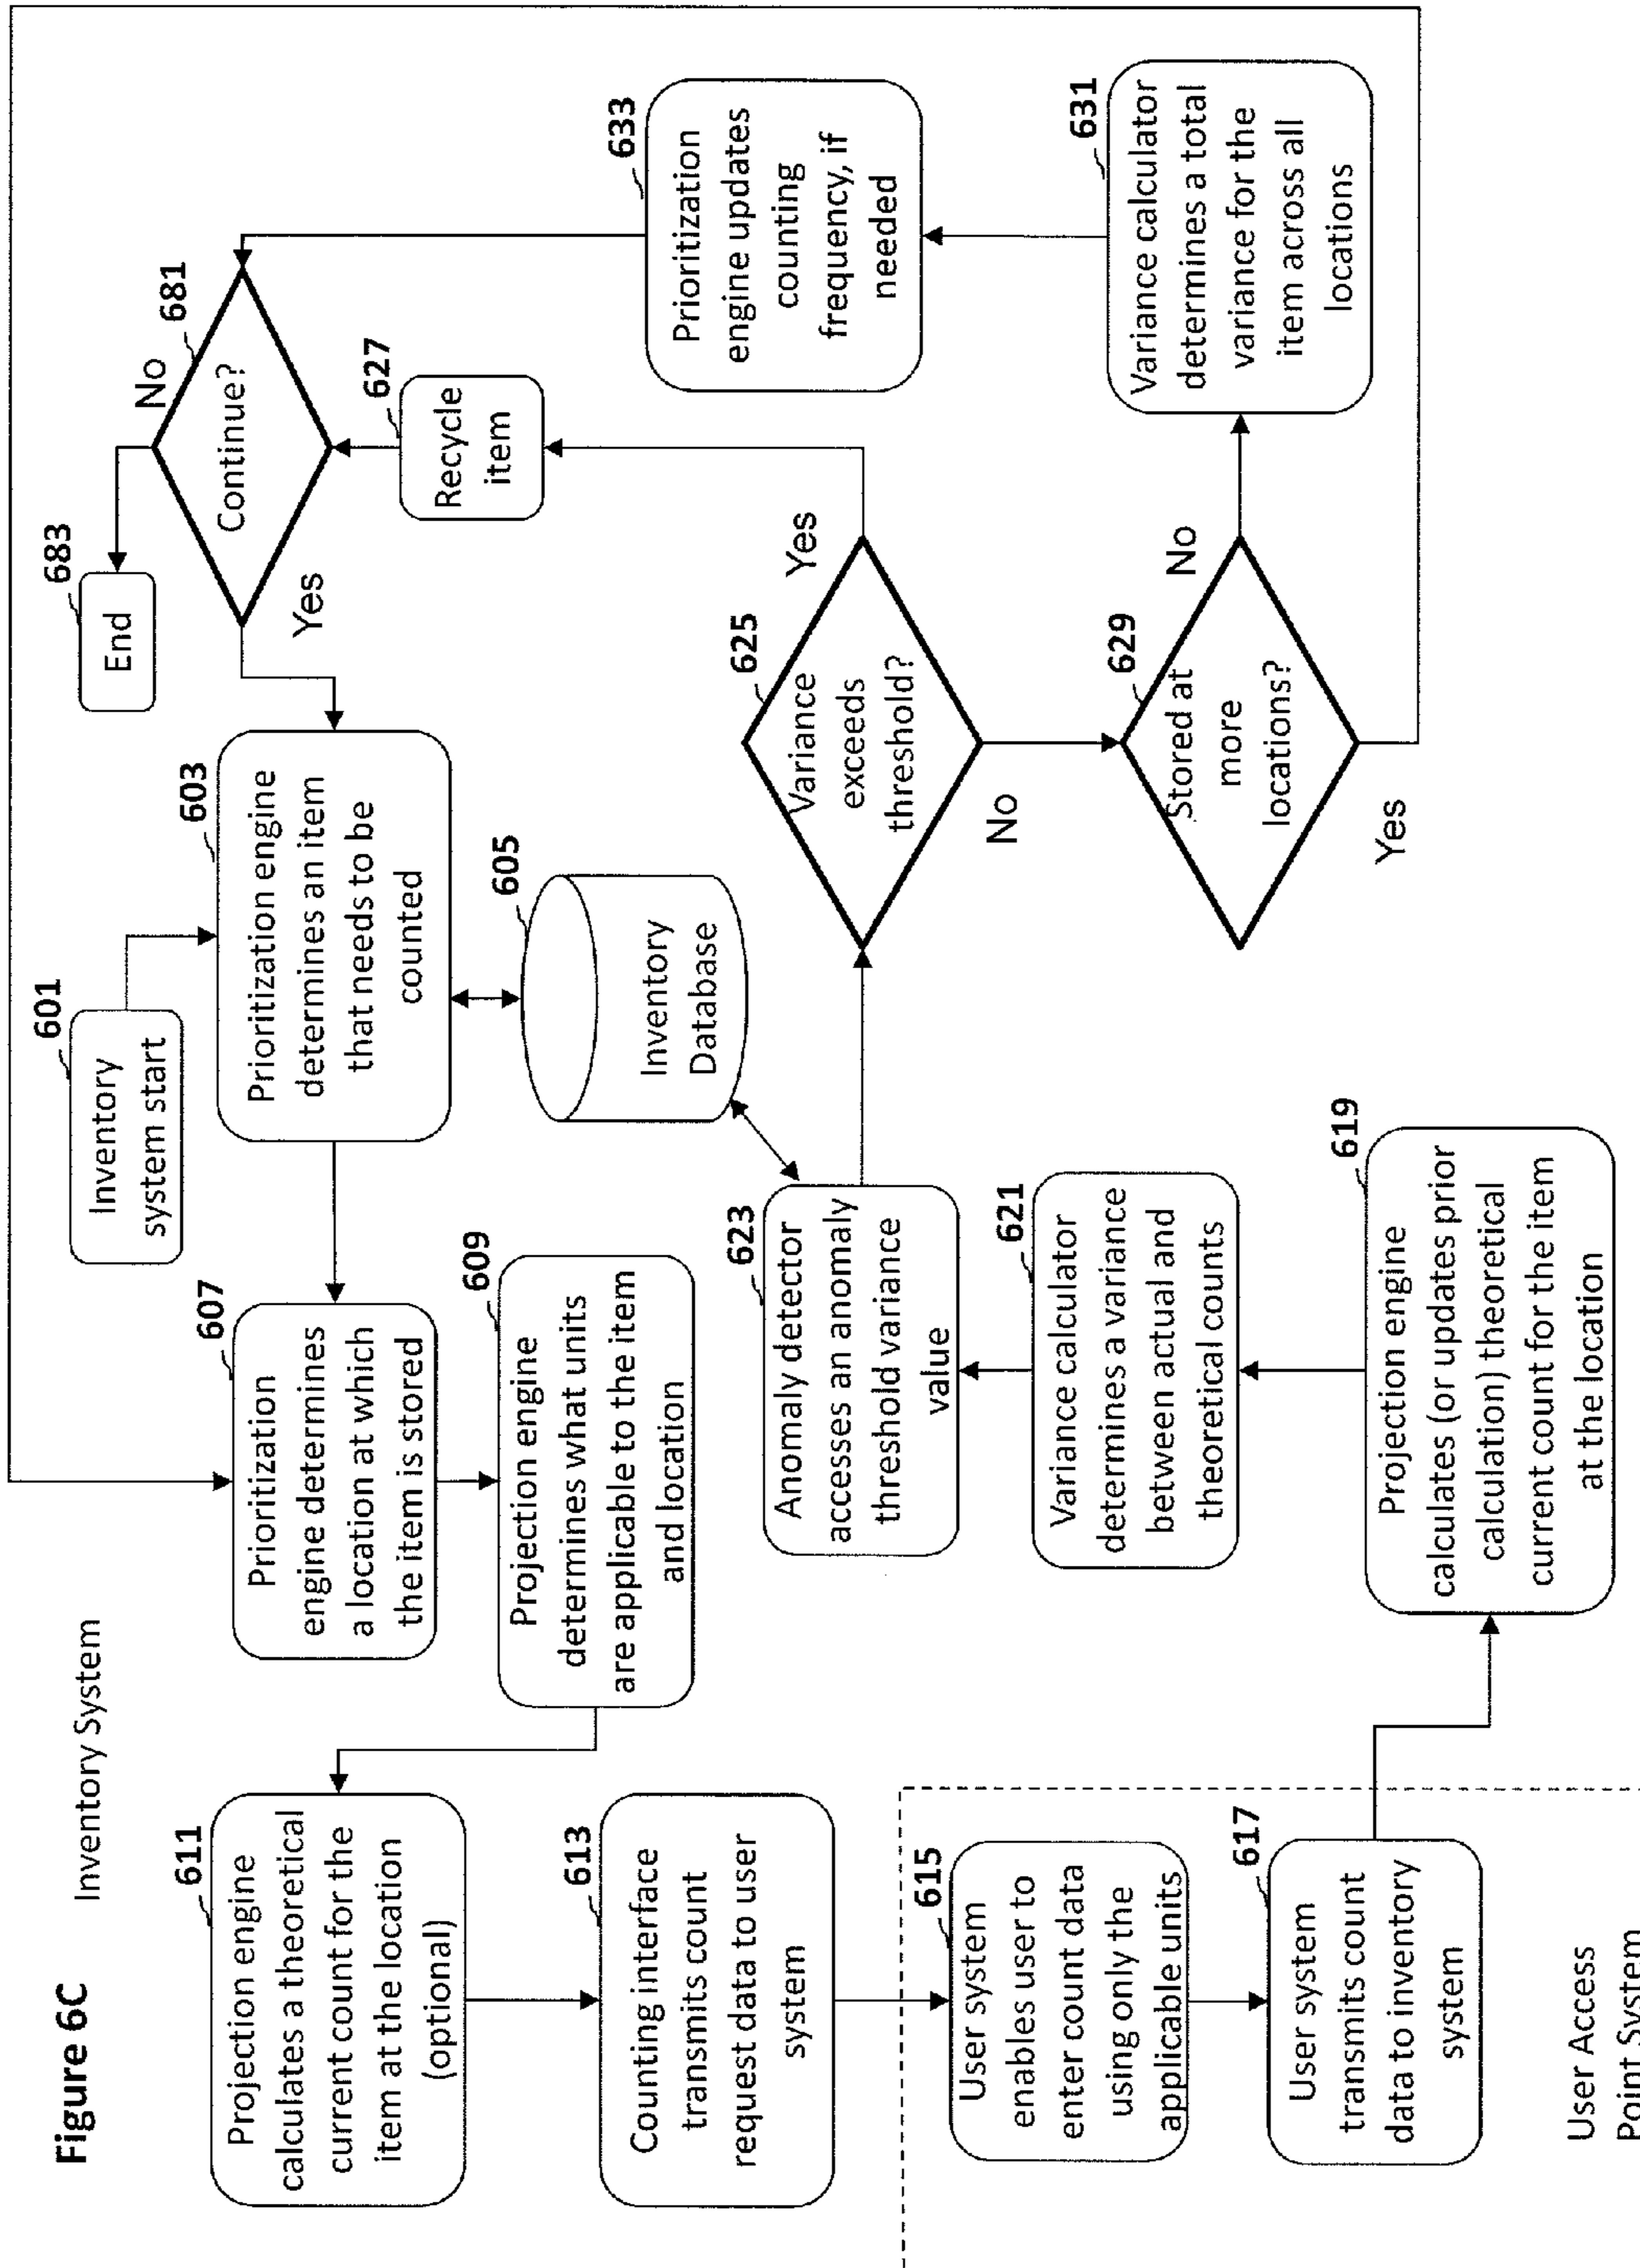 Figure 6C
Inventory System
601
Inventory
system start
603
Prioritization engine
determines an item
that needs to be
counted
605
Inventory
Database
607
Prioritization
engine determines
a location at which
the item is stored
609
Projection engine
determines what units
are applicable to the item
and location
611
Projection engine
calculates a theoretical
current count for the
item at the location
(optional)
613
Counting interface
transmits count
request data to user
system
615
User system
enables user to
enter count data
using only the
applicable units
617
User system
transmits count
data to inventory
system
User Access
Point System
619
Projection engine
calculates (or updates prior
calculation) theoretical
current count for the item
at the location
621
Variance calculator
determines a variance
between actual and
theoretical counts
623
Anomaly detector
accesses an anomaly
threshold variance
value
625
Variance
exceeds
threshold?
Yes
No
627
Recycle
item
629
Stored at
more
locations?
No
Yes
631
Variance calculator
determines a total
variance for the
item across all
locations
633
Prioritization
engine updates
counting
frequency, if
needed
681
Continue?
No
Yes
683
End